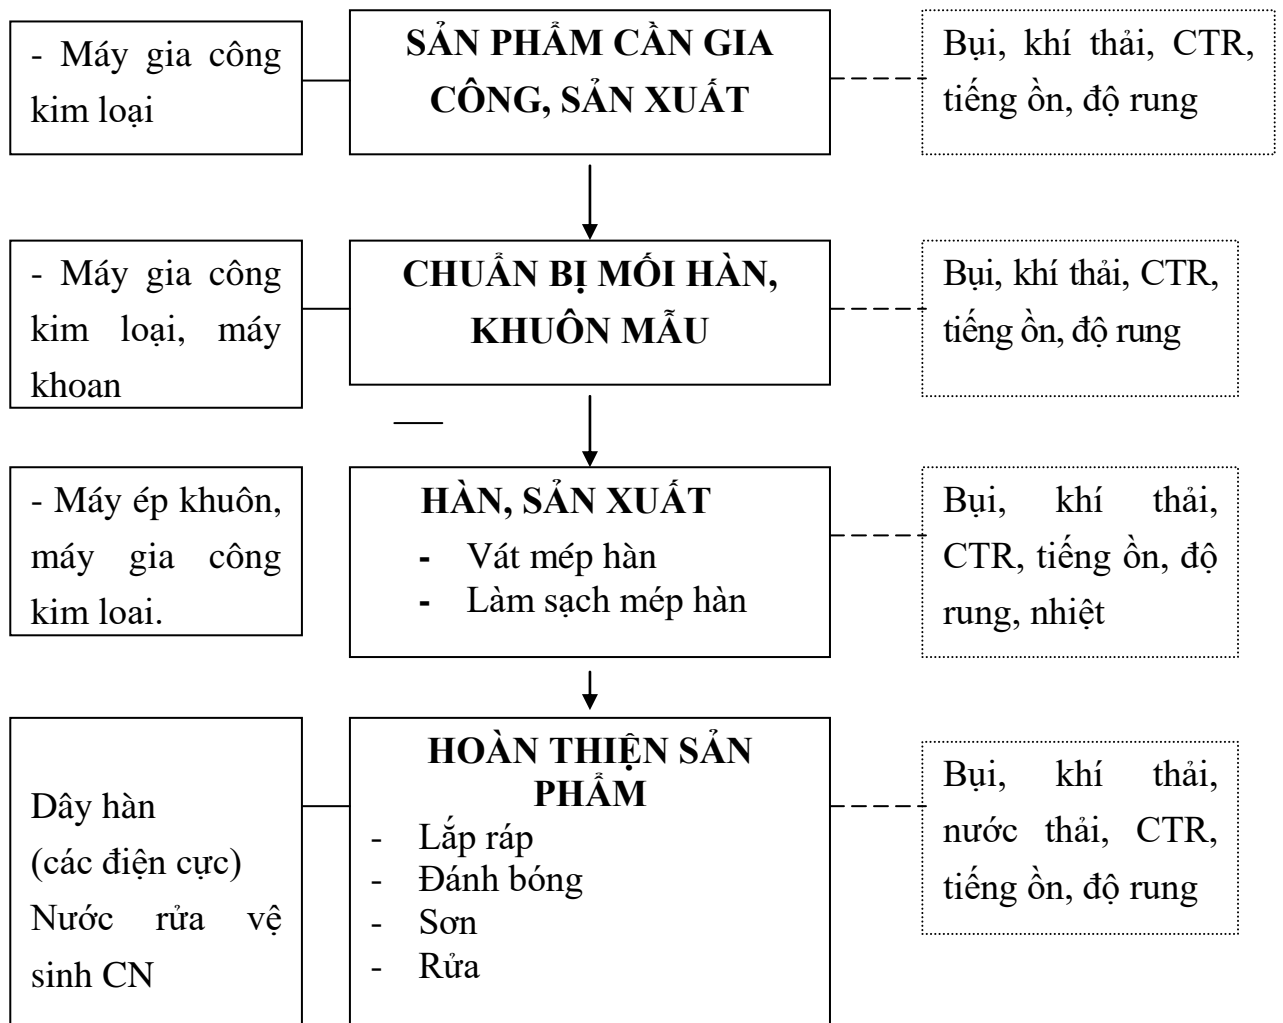 - Máy gia công
kim loại
SẢN PHẨM CẦN GIA
CÔNG, SẢN XUẤT
Bụi, khí thải, CTR,
tiếng ồn, độ rung
- Máy gia công
kim loại, máy
khoan
CHUẨN BỊ MỐI HÀN,
KHUÔN MẪU
Bụi, khí thải, CTR,
tiếng ồn, độ rung
- Máy ép khuôn,
máy gia công
kim loai.
HÀN, SẢN XUẤT
- Vát mép hàn
- Làm sạch mép hàn
Bụi, khí thải,
CTR, tiếng ồn, độ
rung, nhiệt
Dây hàn
(các điện cực)
Nước rửa vệ
sinh CN
HOÀN THIỆN SẢN
PHẨM
- Lắp ráp
- Đánh bóng
- Sơn
- Rửa
Bụi, khí thải,
nước thải, CTR,
tiếng ồn, độ rung